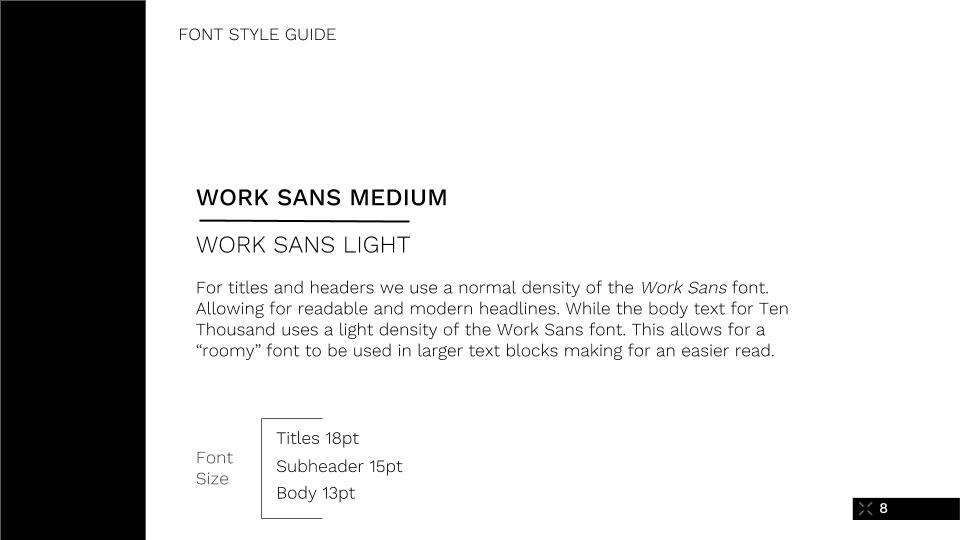 FONT STYLE GUIDE
WORK SANS MEDIUM
WORK SANS LIGHT
For titles and headers we use a normal density of the Work Sans font.
Allowing for readable and modern headlines. While the body text for Ten
Thousand uses a light density of the Work Sans font. This allows for a
“roomy” font to be used in larger text blocks making for an easier read.
Font
Size
Titles 18pt
Subheader 15pt
Body 13pt
8